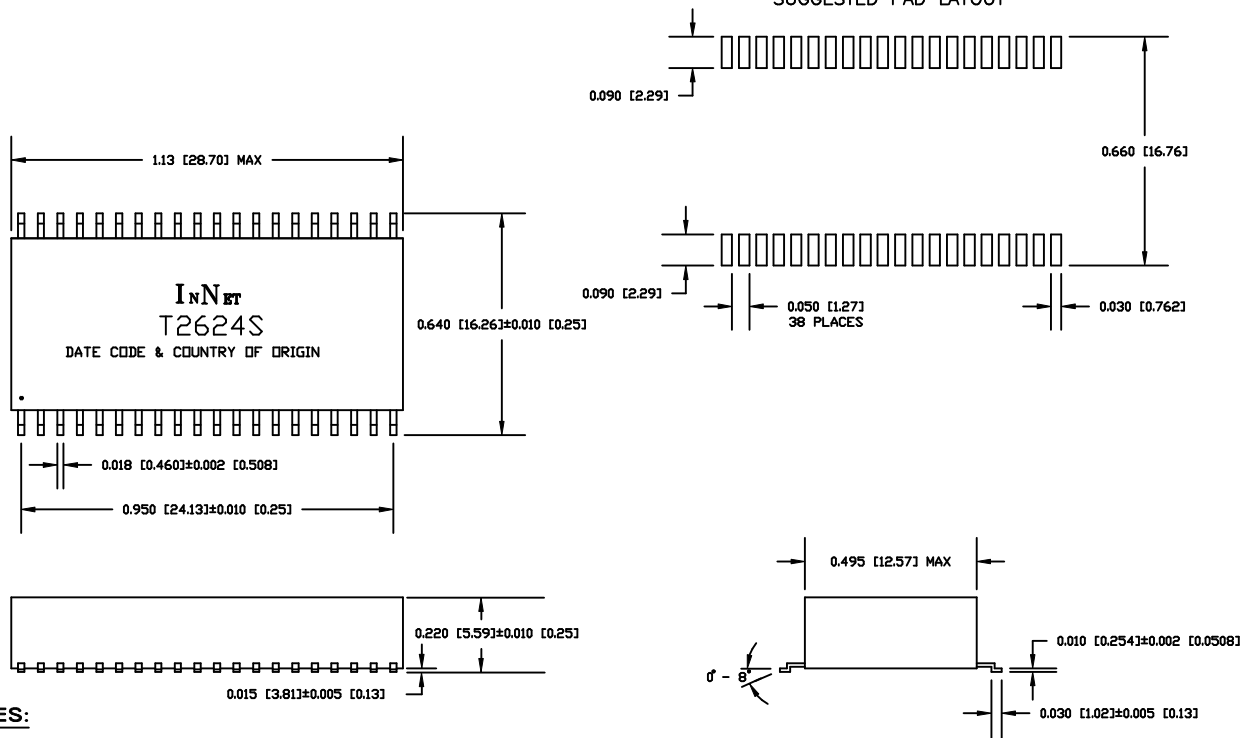 SUGGESTED PAD LAYOUT
0.090 [2.29]
0.660 [16.76]
1.13 [28.70] MAX
0.090 [2.29]
0.050 [1.27]
38 PLACES
0.030 [0.762]
INNET
T2624S
DATE CODE & COUNTRY OF ORIGIN
0.640 [16.26]±0.010 [0.25]
0.018 [0.460]±0.002 [0.508]
0.950 [24.13]±0.010 [0.25]
0.495 [12.57] MAX
0.220 [5.59]±0.010 [0.25]
0.010 [0.254]±0.002 [0.0508]
0° - 8°
0.015 [3.81]±0.005 [0.13]
0.030 [1.02]±0.005 [0.13]
ES: